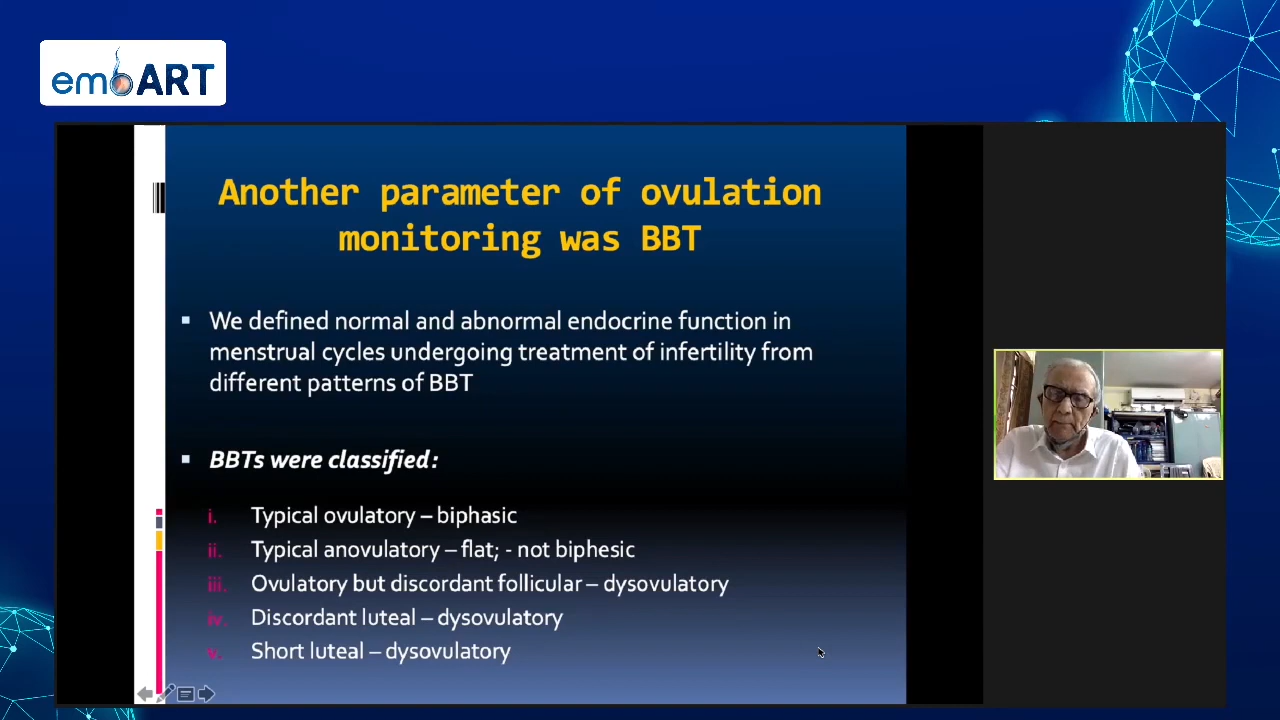 embART
Another parameter of ovulation
monitoring was BBT
▪ We defined normal and abnormal endocrine function in
menstrual cycles undergoing treatment of infertility from
different patterns of BBT
▪ BBTs were classified:
i. Typical ovulatory – biphasic
ii. Typical anovulatory – flat; - not biphesic
iii. Ovulatory but discordant follicular – dysovulatory
iv. Discordant luteal – dysovulatory
v. Short luteal – dysovulatory